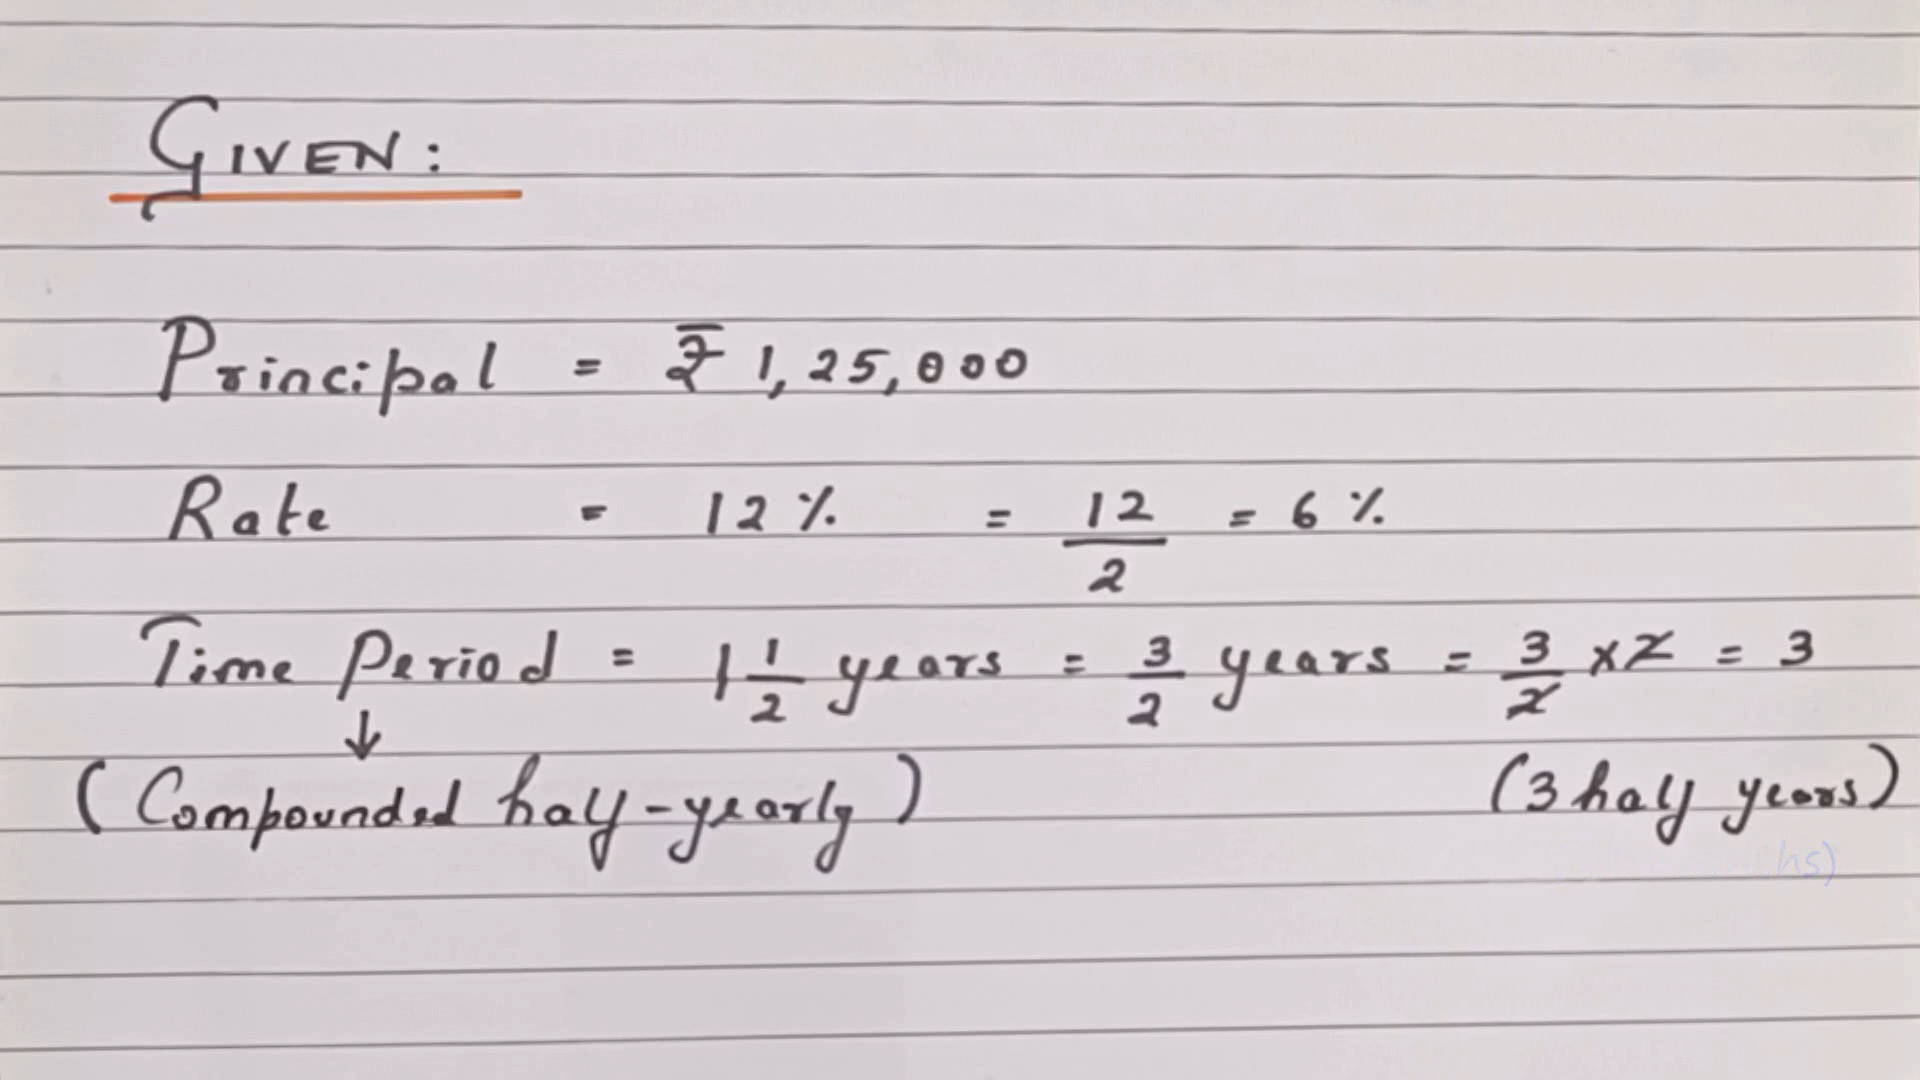 GIVEN:
Principal = ₹ 1,25,000
Rate = 12 % = 12/2 = 6 %
Time Period = 1 1/2 years = 3/2 years = 3/2 x 2 = 3
↓
(Compounded half-yearly) (3 half years)
hs)